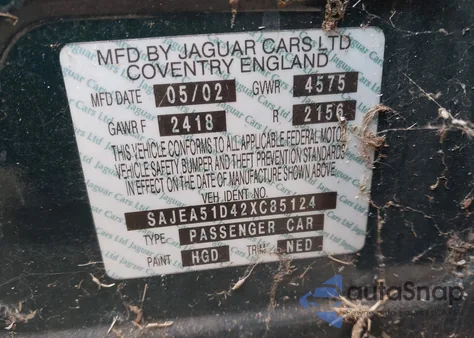 MFD BY JAGUAR CARS LTD
COVENTRY ENGLAND
MFD DATE 05/02 GVWR 4575
GAWR F 2418 R 2156
THIS VEHICLE CONFORMS TO ALL APPLICABLE FEDERAL MOTOR
VEHICLE SAFETY BUMPER AND THEFT PREVENTION STANDARDS
IN EFFECT ON THE DATE OF MANUFACTURE SHOWN ABOVE.
VEH IDENT NO
SAJEA51D42XC85124
TYPE PASSENGER CAR
PAINT HGD TRIM NED
autoSnap